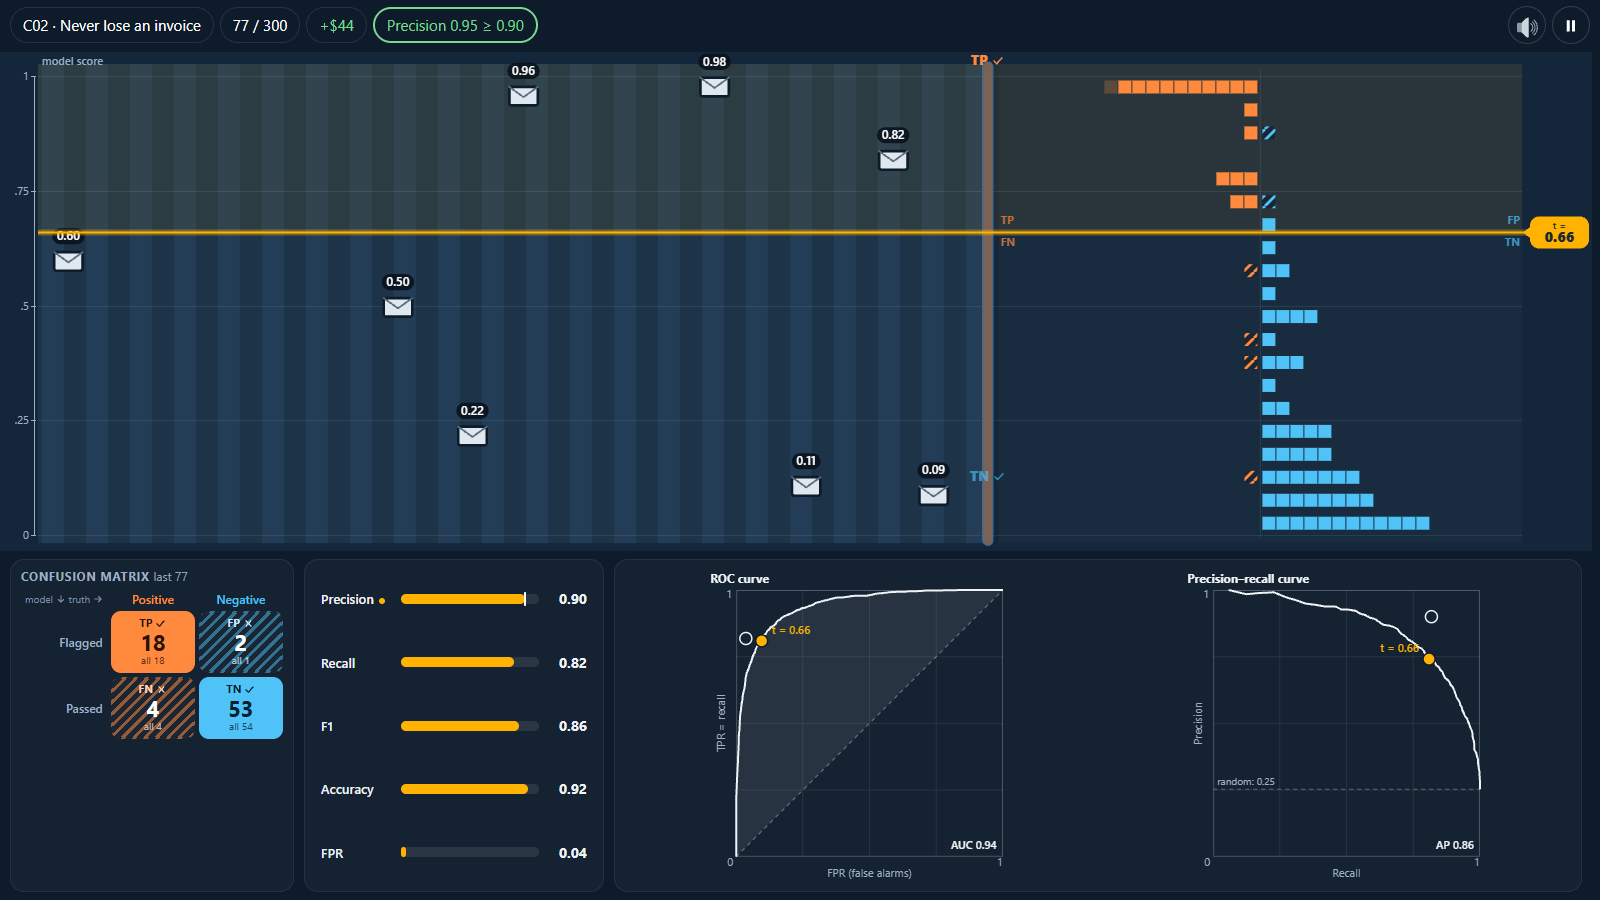 C02 · Never lose an invoice
77 / 300
+$44
Precision 0.95 ≥ 0.90
model score
1
.75
.5
.25
0
0.96
0.98
0.82
0.60
0.50
0.22
0.11
0.09
TP ✓
TN ✓
TP
FN
FP
TN
t =
0.66
CONFUSION MATRIX last 77
model ↓ truth →
Positive
Negative
Flagged
TP ✓
18
all 18
FP ✕
2
all 1
Passed
FN ✕
4
all 4
TN ✓
53
all 54
Precision
0.90
Recall
0.82
F1
0.86
Accuracy
0.92
FPR
0.04
ROC curve
1
TPR = recall
t = 0.66
AUC 0.94
0
1
FPR (false alarms)
Precision–recall curve
1
Precision
t = 0.66
random: 0.25
AP 0.86
0
1
Recall